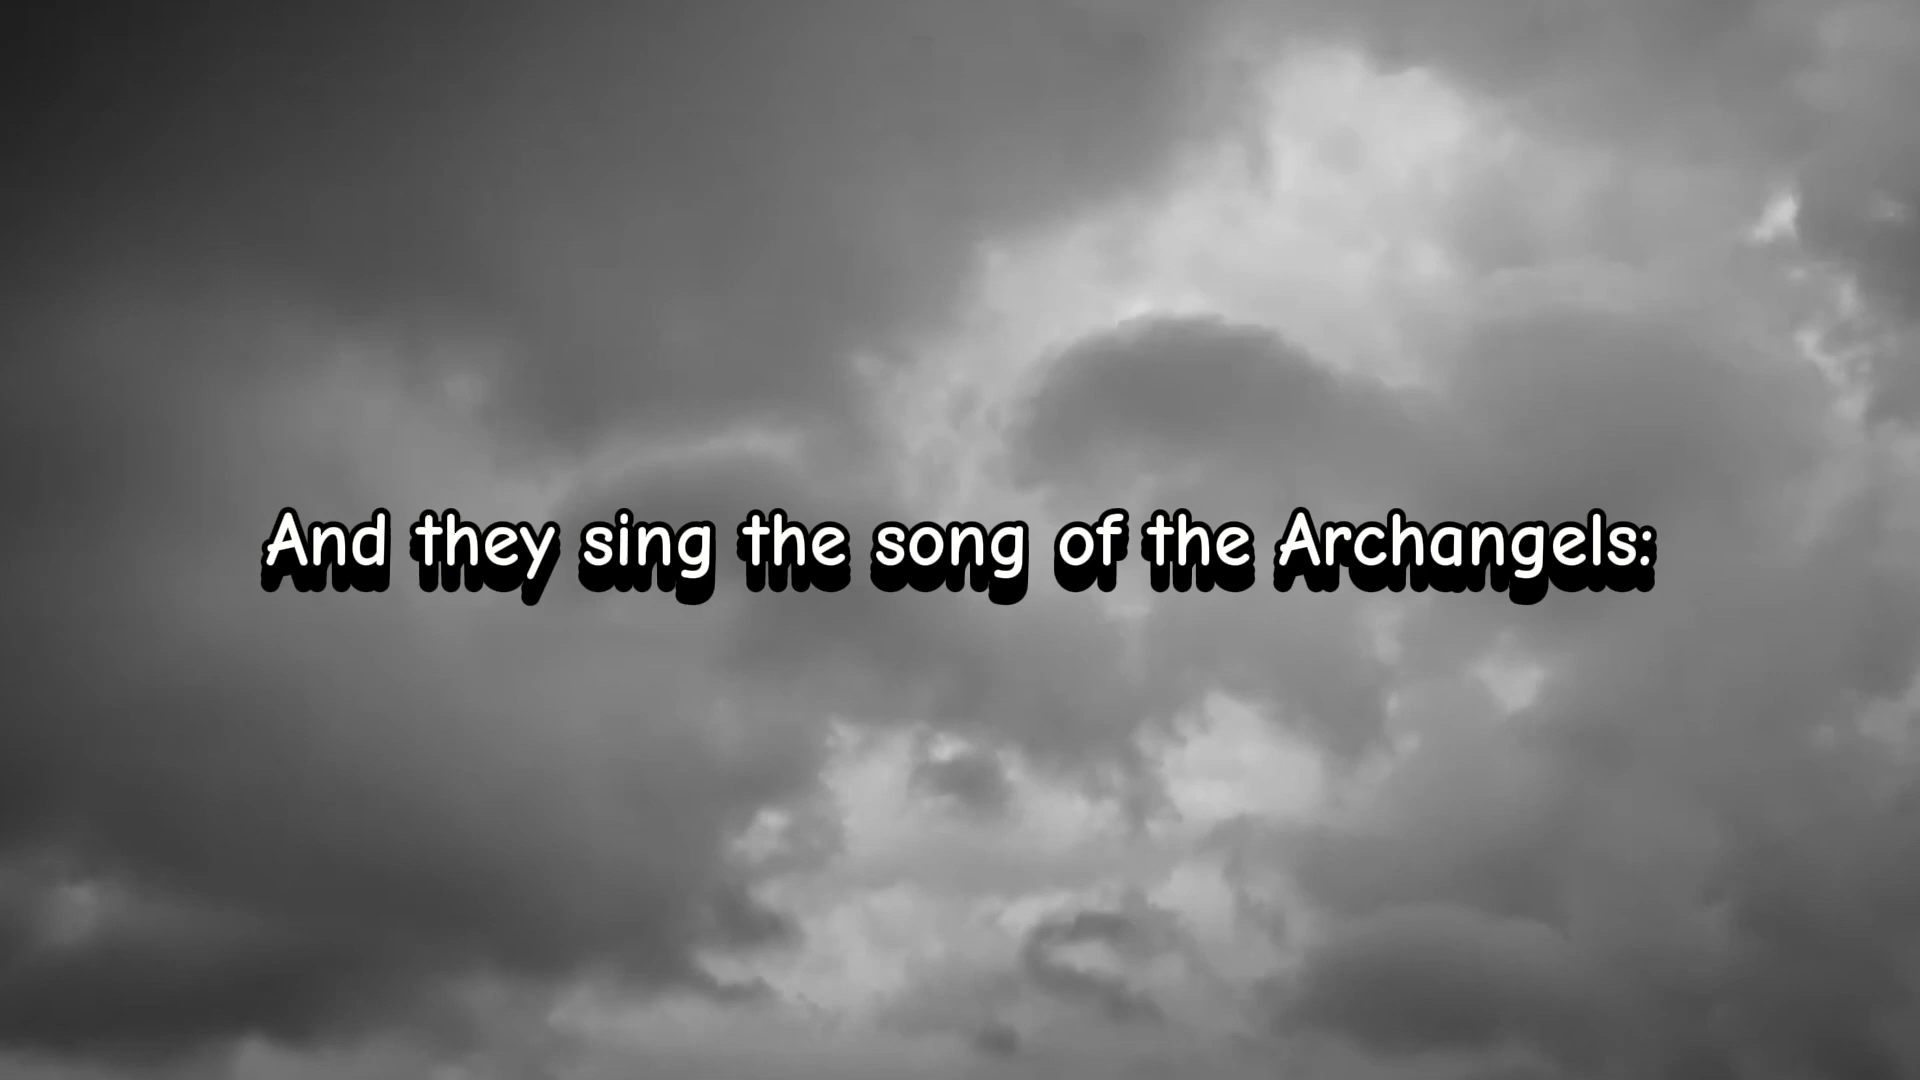 And they sing the song of the Archangels: